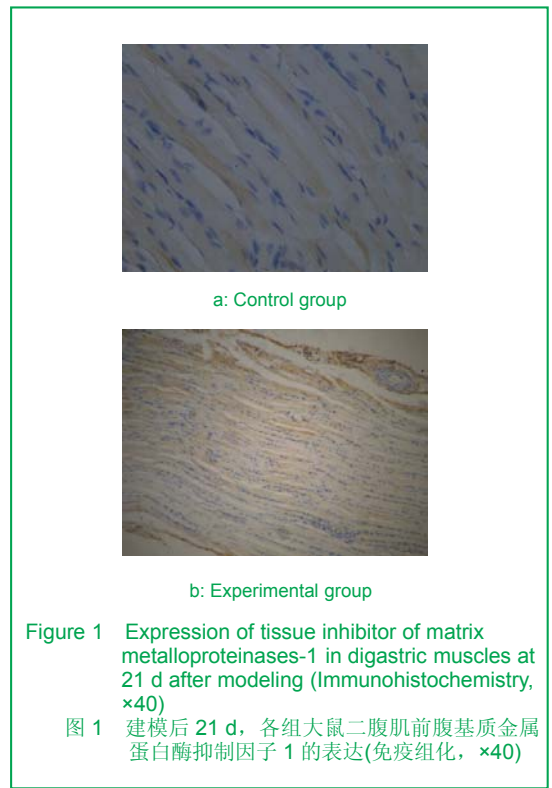 a: Control group
b: Experimental group
Figure 1 Expression of tissue inhibitor of matrix
metalloproteinases-1 in digastric muscles at
21 d after modeling (Immunohistochemistry,
×40)
图 1 建模后 21 d，各组大鼠二腹肌前腹基质金属
蛋白酶抑制因子 1 的表达(免疫组化，×40)